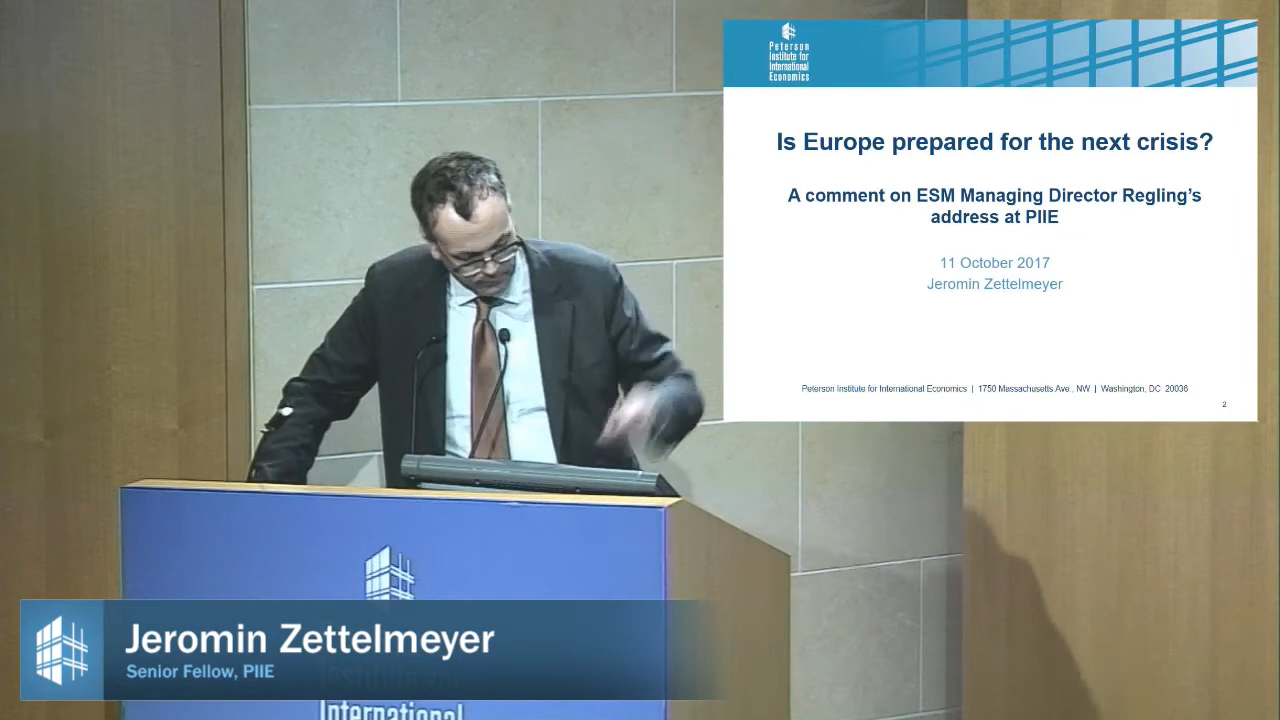 Peterson
Institute for
International
Economics
Is Europe prepared for the next crisis?
A comment on ESM Managing Director Regling’s
address at PIIE
11 October 2017
Jeromin Zettelmeyer
Peterson Institute for International Economics | 1750 Massachusetts Ave., NW | Washington, DC 20036
2
Jeromin Zettelmeyer
Senior Fellow, PIIE
International